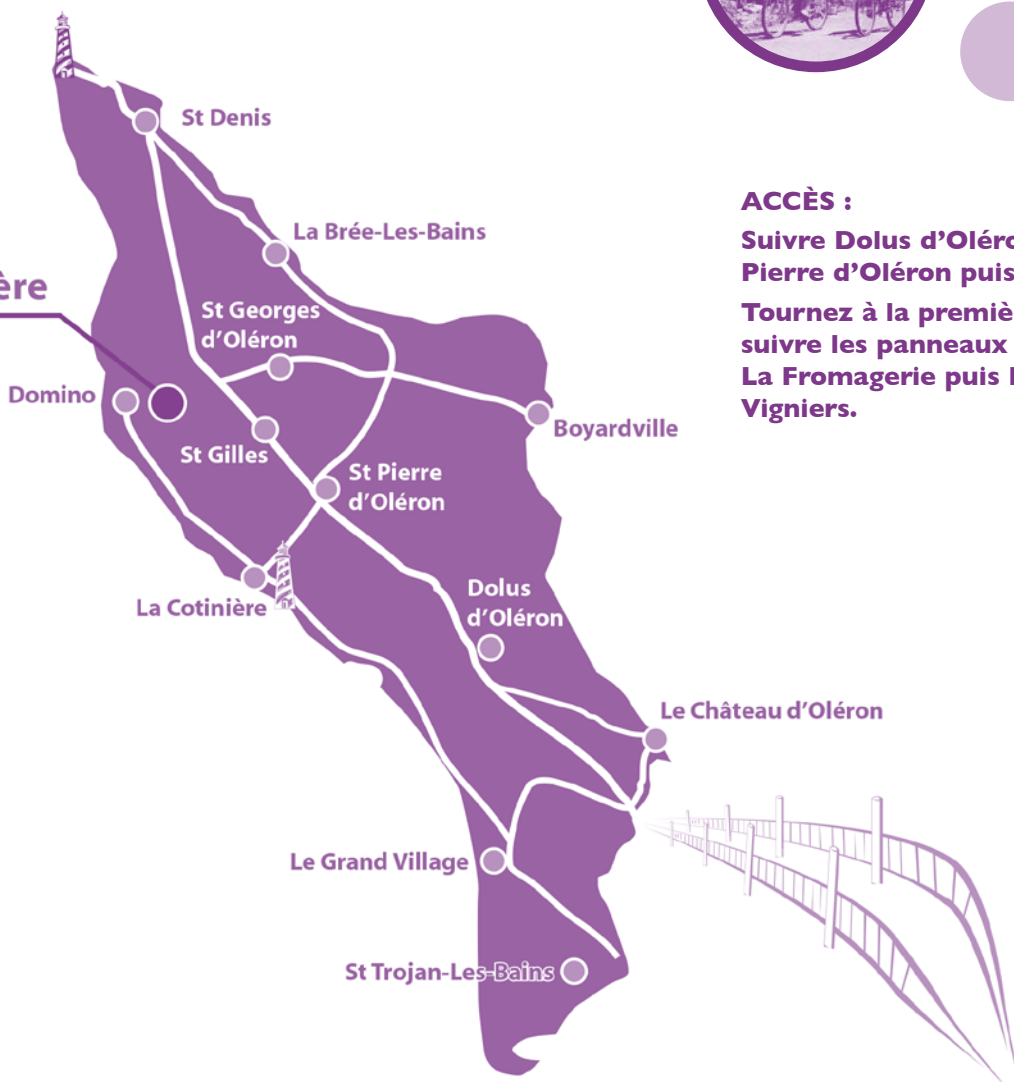 St Denis
La Brée-Les-Bains
ère
St Georges
d'Oléron
Domino
St Gilles
Boyardville
St Pierre
d'Oléron
La Cotinière
Dolus
d'Oléron
Le Château d'Oléron
Le Grand Village
St Trojan-Les-Bains
ACCÈS :
Suivre Dolus d'Oléro
Pierre d'Oléron puis
Tournez à la premiè
suivre les panneaux
La Fromagerie puis
Vigniers.